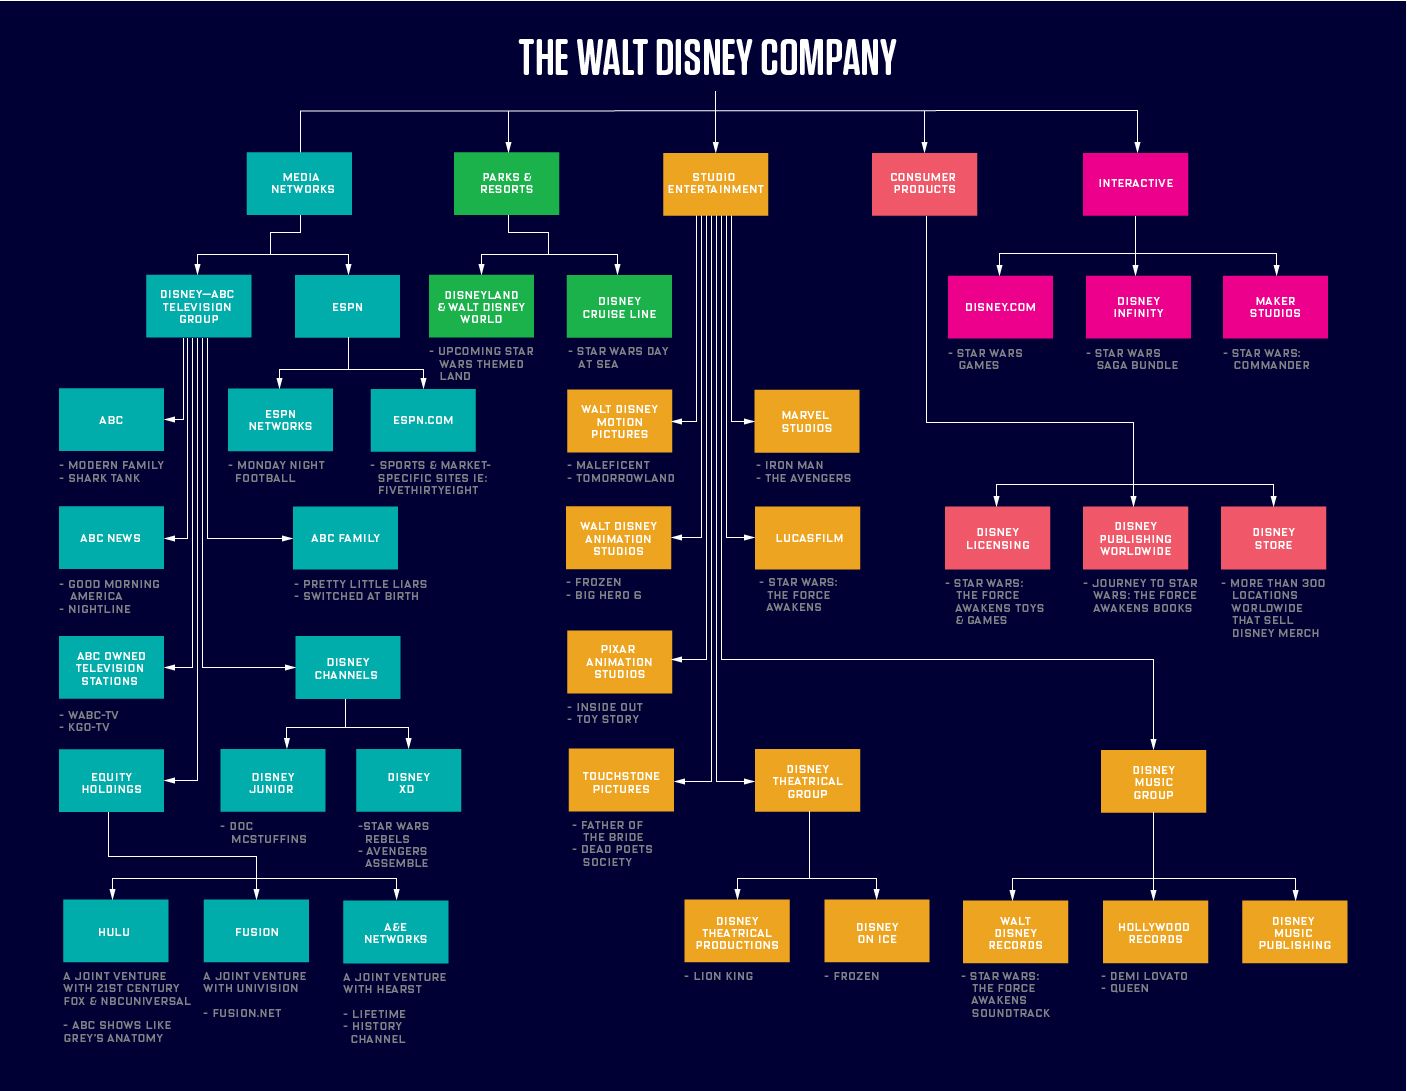 THE WALT DISNEY COMPANY
MEDIA
NETWORKS
PARKS &
RESORTS
STUDIO
ENTERTAINMENT
CONSUMER
PRODUCTS
INTERACTIVE
DISNEY—ABC
TELEVISION
GROUP
ESPN
DISNEYLAND
& WALT DISNEY
WORLD
- UPCOMING STAR
WARS THEMED
LAND
DISNEY
CRUISE LINE
- STAR WARS DAY
AT SEA
DISNEY.COM
- STAR WARS
GAMES
DISNEY
INFINITY
- STAR WARS
SAGA BUNDLE
MAKER
STUDIOS
- STAR WARS:
COMMANDER
ABC
- MODERN FAMILY
- SHARK TANK
ESPN
NETWORKS
- MONDAY NIGHT
FOOTBALL
ESPN.COM
- SPORTS & MARKET-
SPECIFIC SITES IE:
FIVETHIRTYEIGHT
WALT DISNEY
MOTION
PICTURES
- MALEFICENT
- TOMORROWLAND
MARVEL
STUDIOS
- IRON MAN
- THE AVENGERS
ABC NEWS
- GOOD MORNING
AMERICA
- NIGHTLINE
ABC FAMILY
- PRETTY LITTLE LIARS
- SWITCHED AT BIRTH
WALT DISNEY
ANIMATION
STUDIOS
- FROZEN
- BIG HERO 6
LUCASFILM
- STAR WARS:
THE FORCE
AWAKENS
DISNEY
LICENSING
- STAR WARS:
THE FORCE
AWAKENS TOYS
& GAMES
DISNEY
PUBLISHING
WORLDWIDE
- JOURNEY TO STAR
WARS: THE FORCE
AWAKENS BOOKS
DISNEY
STORE
- MORE THAN 300
LOCATIONS
WORLDWIDE
THAT SELL
DISNEY MERCH
ABC OWNED
TELEVISION
STATIONS
- WABC-TV
- KGO-TV
DISNEY
CHANNELS
PIXAR
ANIMATION
STUDIOS
- INSIDE OUT
- TOY STORY
EQUITY
HOLDINGS
DISNEY
JUNIOR
- DOC
MCSTUFFINS
DISNEY
XD
-STAR WARS
REBELS
- AVENGERS
ASSEMBLE
TOUCHSTONE
PICTURES
- FATHER OF
THE BRIDE
- DEAD POETS
SOCIETY
DISNEY
THEATRICAL
GROUP
DISNEY
MUSIC
GROUP
HULU
A JOINT VENTURE
WITH 21ST CENTURY
FOX & NBCUNIVERSAL
- ABC SHOWS LIKE
GREY'S ANATOMY
FUSION
A JOINT VENTURE
WITH UNIVISION
- FUSION.NET
A&E
NETWORKS
A JOINT VENTURE
WITH HEARST
- LIFETIME
- HISTORY
CHANNEL
DISNEY
THEATRICAL
PRODUCTIONS
- LION KING
DISNEY
ON ICE
- FROZEN
WALT
DISNEY
RECORDS
- STAR WARS:
THE FORCE
AWAKENS
SOUNDTRACK
HOLLYWOOD
RECORDS
- DEMI LOVATO
- QUEEN
DISNEY
MUSIC
PUBLISHING